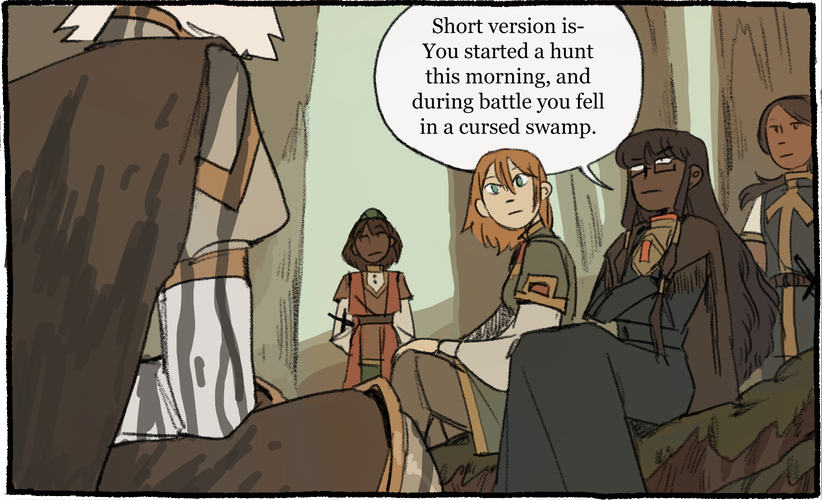 Short version is-
You started a hunt
this morning, and
during battle you fell
in a cursed swamp.